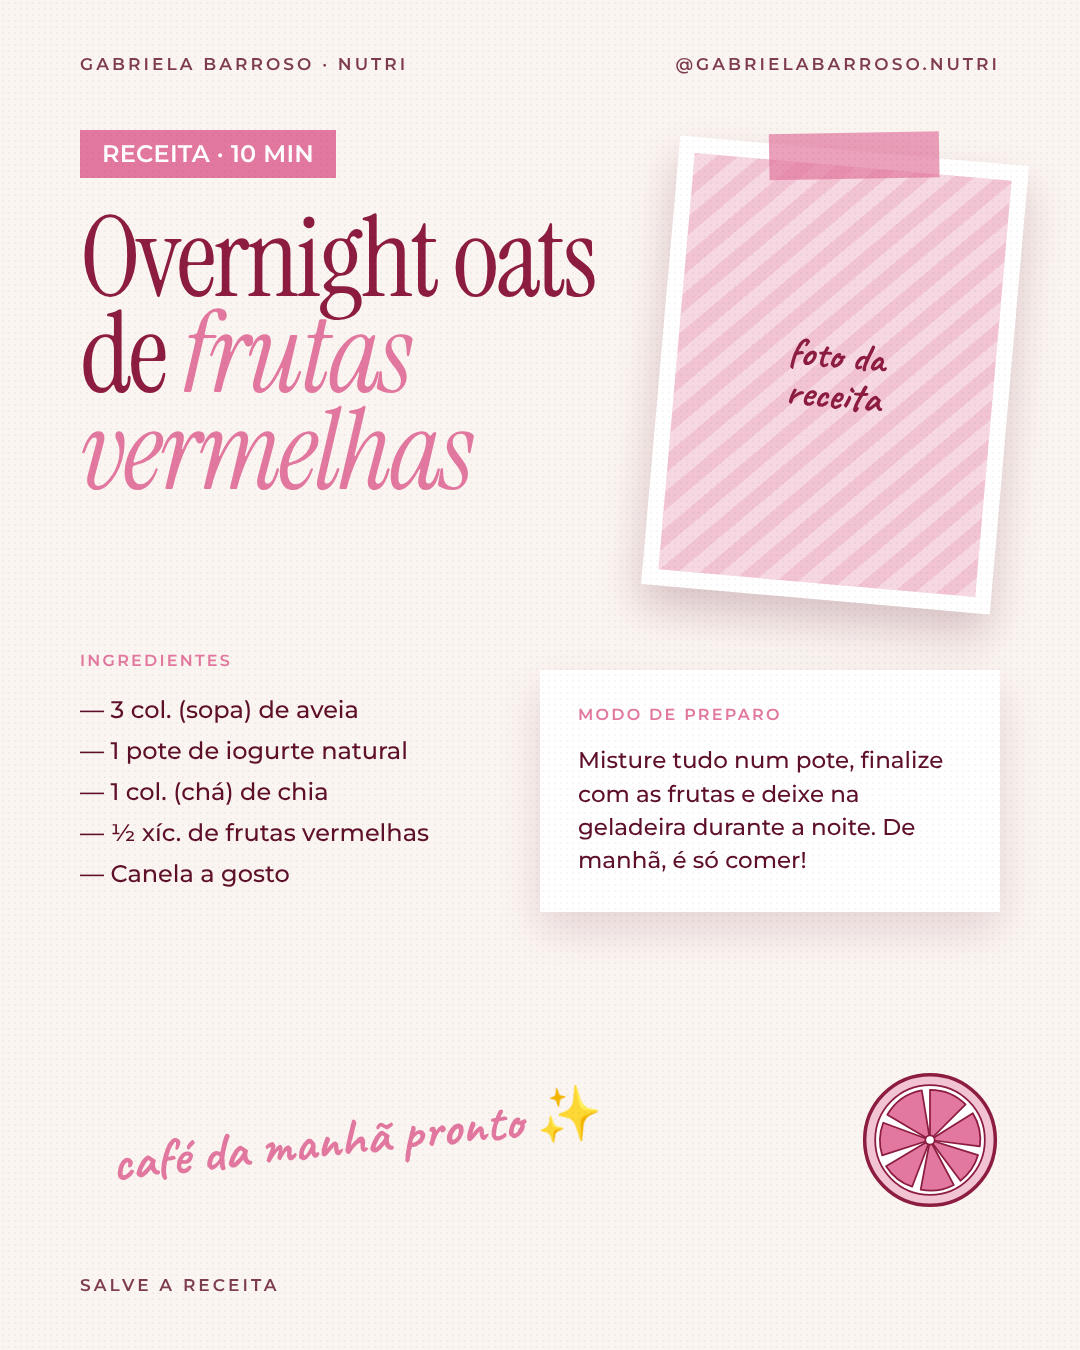 GABRIELA BARROSO · NUTRI
@GABRIELABARROSO.NUTRI
RECEITA · 10 MIN
Overnight oats
de frutas
vermelhas
foto da
receita
INGREDIENTES
— 3 col. (sopa) de aveia
— 1 pote de iogurte natural
— 1 col. (chá) de chia
— ½ xíc. de frutas vermelhas
— Canela a gosto
MODO DE PREPARO
Misture tudo num pote, finalize
com as frutas e deixe na
geladeira durante a noite. De
manhã, é só comer!
café da manhã pronto ✨
SALVE A RECEITA